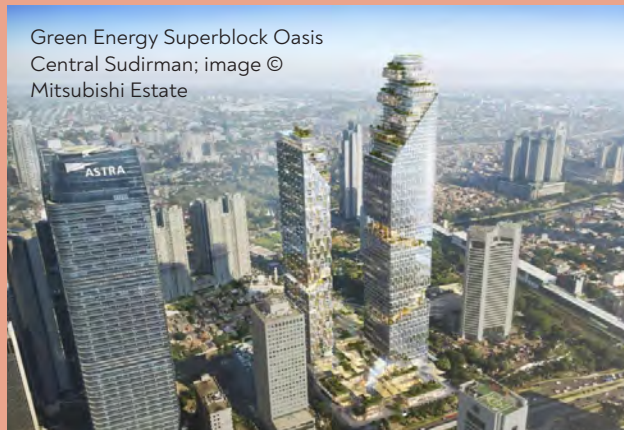 Green Energy Superblock Oasis
Central Sudirman; image ©
Mitsubishi Estate
ASTRA